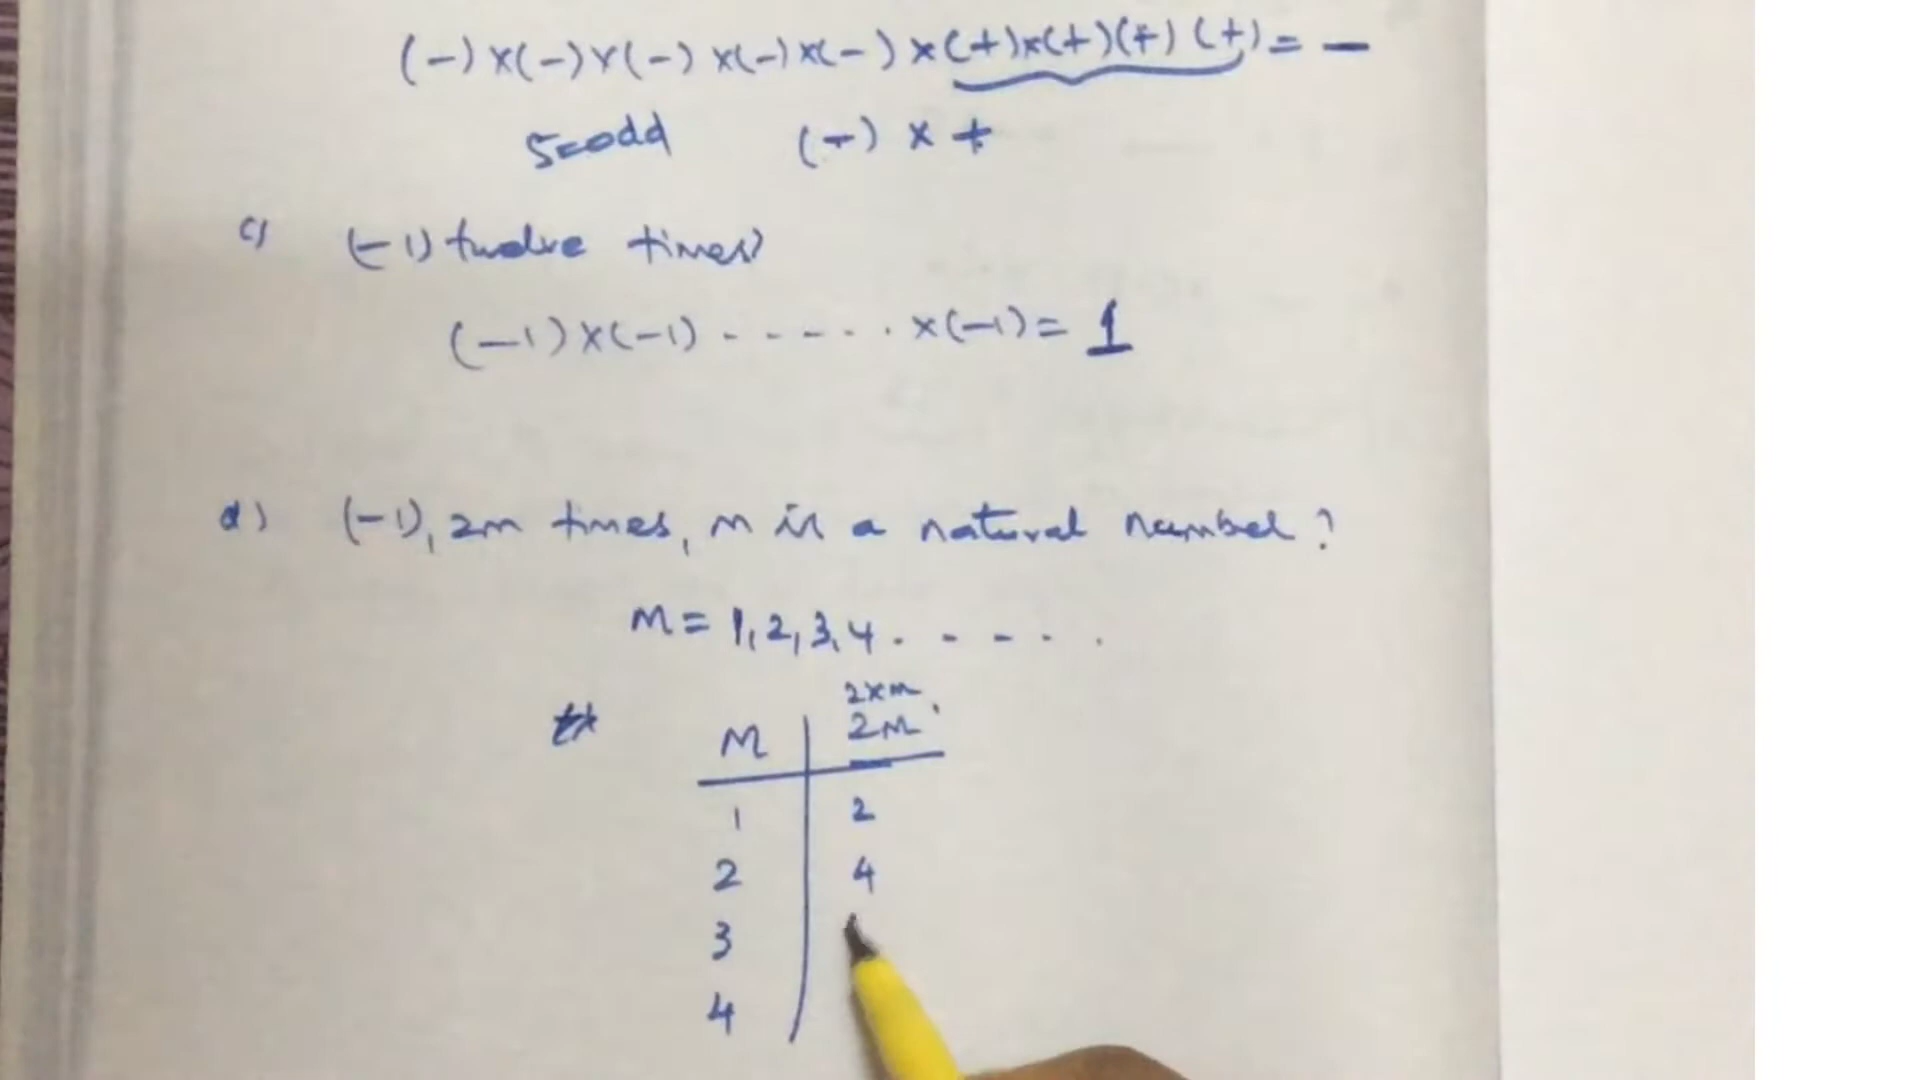 (-) x (-) x (-) x (-) x (-) x (+) x (+) (+) (+) = -
5=odd (-) x +
c) (-1) twelve times?
(-1) x (-1) - - - - - . x (-1) = 1
d) (-1), 2m times, m is a natural number?
M = 1, 2, 3, 4 . - - - - .
2xm
M 2M
1 2
2 4
3
4